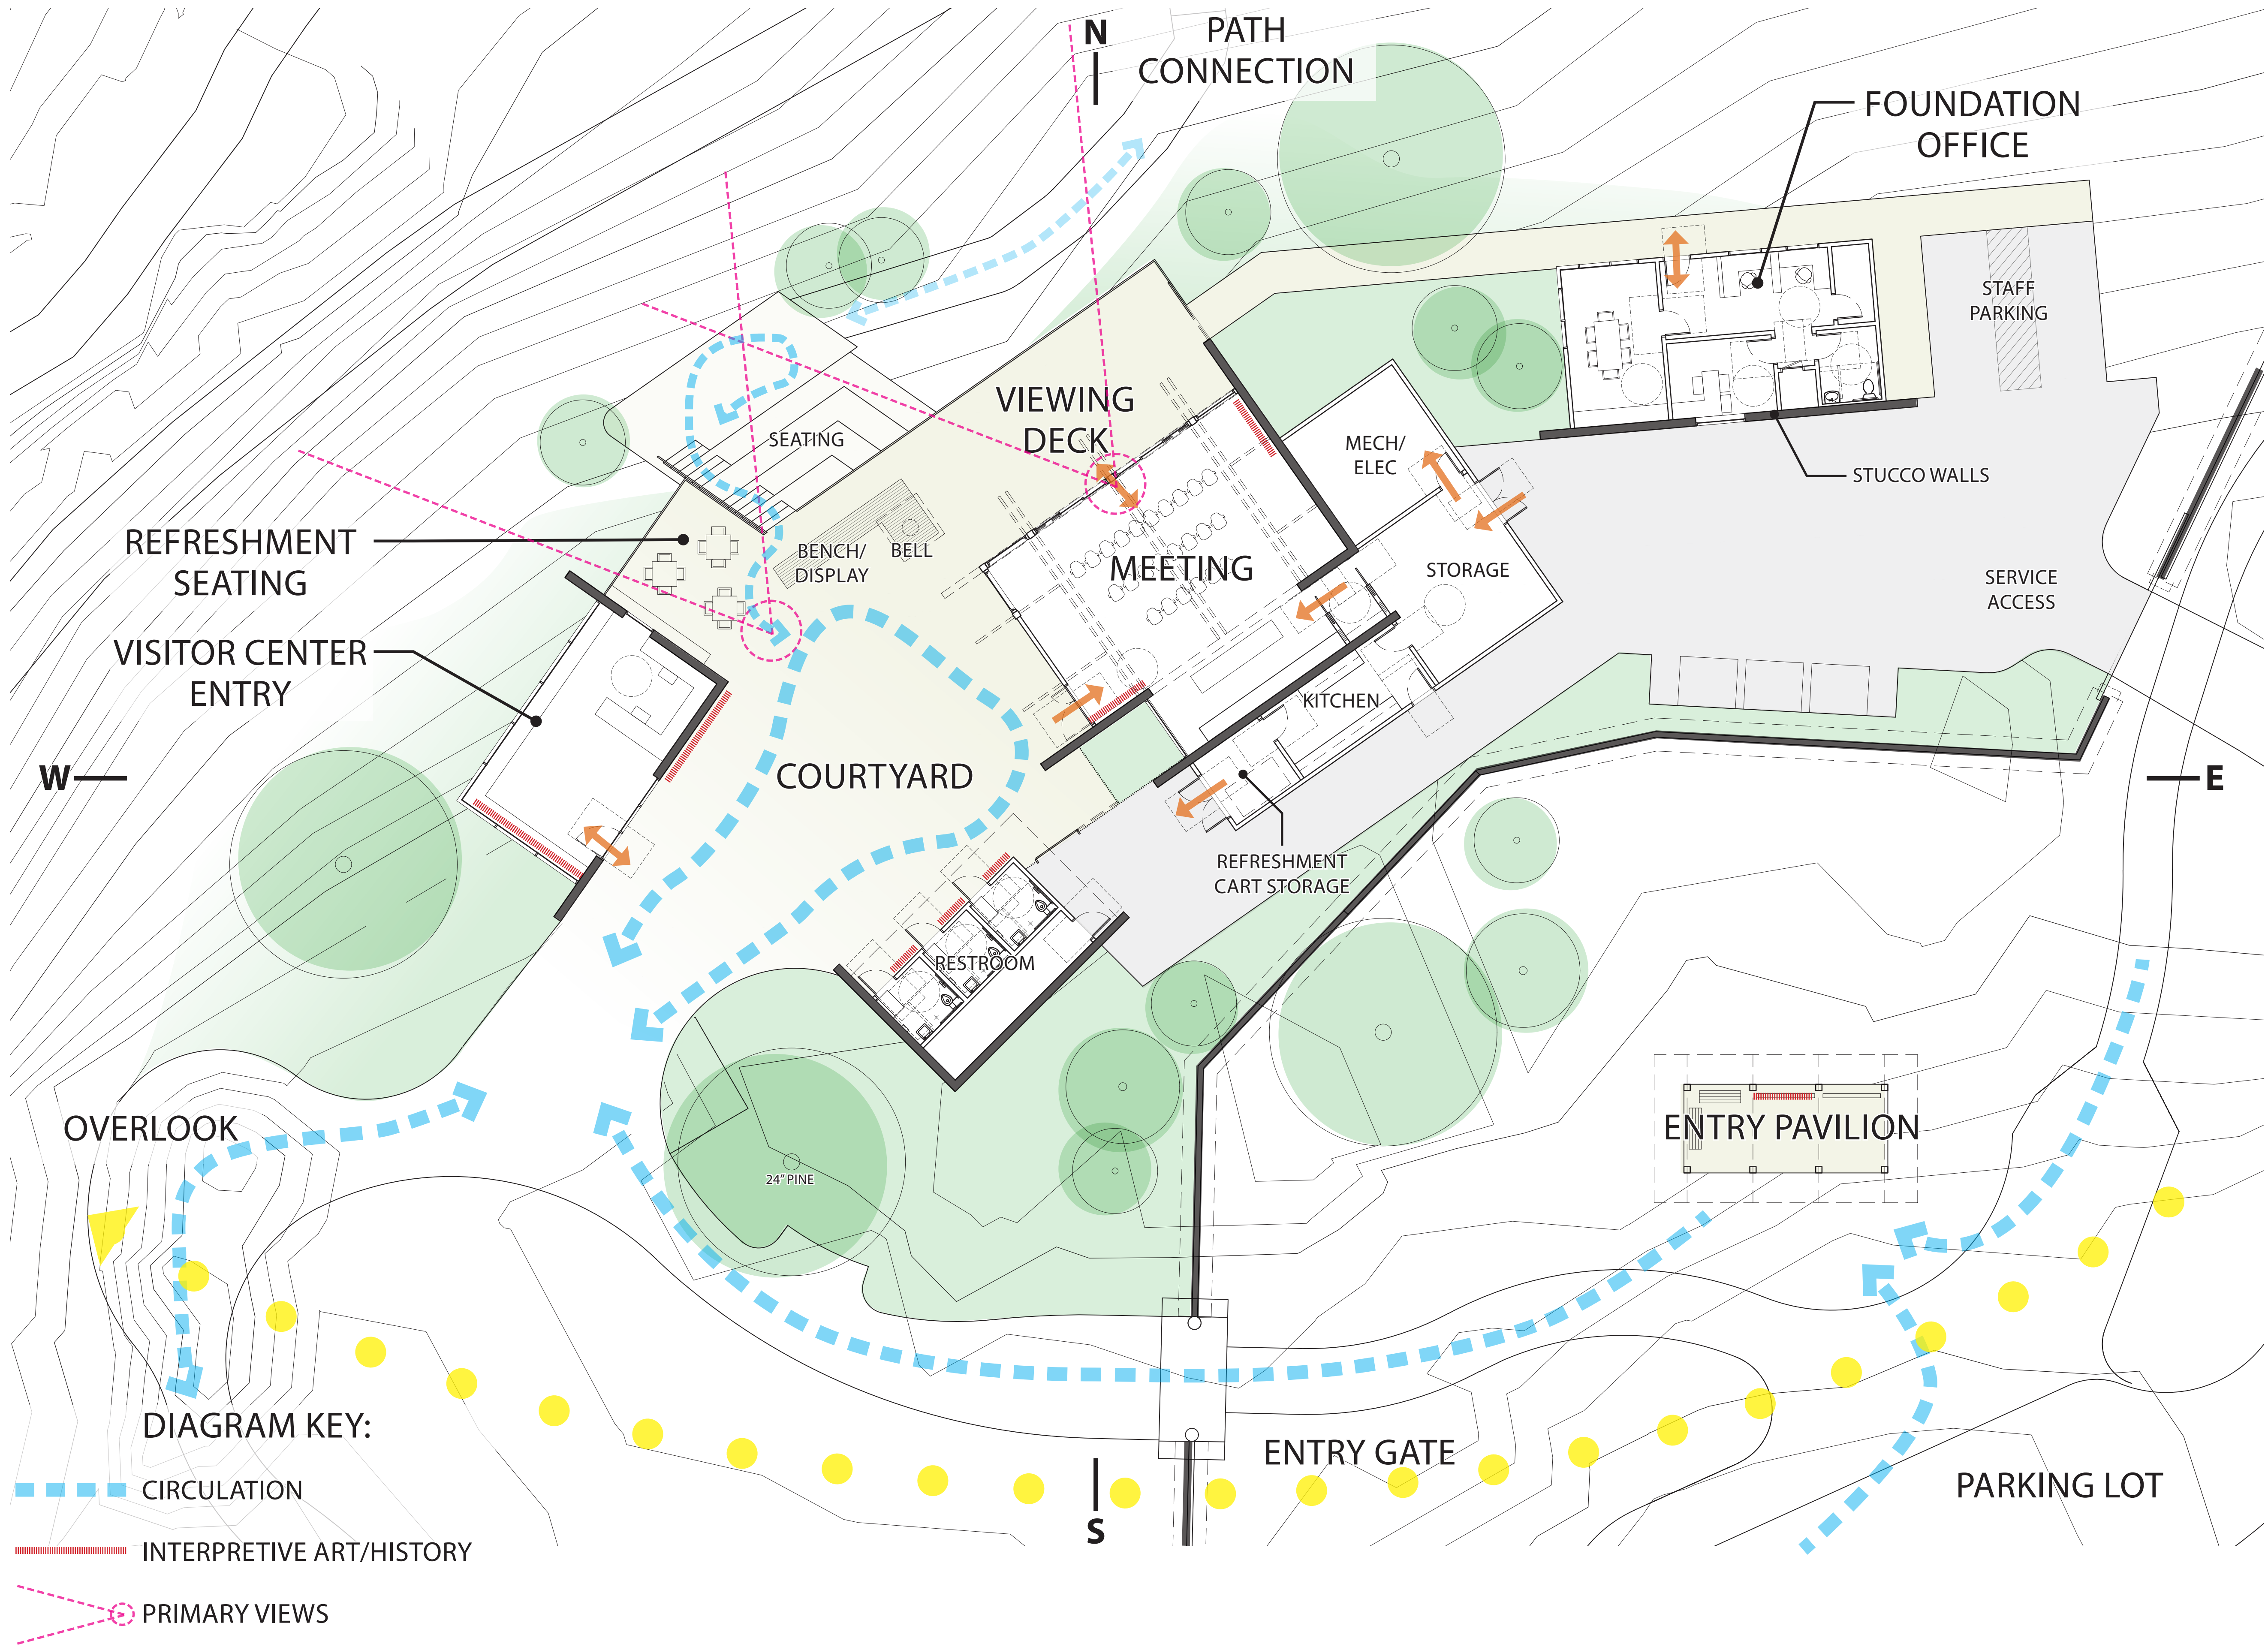 N
PATH
CONNECTION
FOUNDATION
OFFICE
STAFF
PARKING
VIEWING
DECK
SEATING
MECH/
ELEC
STUCCO WALLS
REFRESHMENT
SEATING
BENCH/
DISPLAY
BELL
MEETING
STORAGE
SERVICE
ACCESS
VISITOR CENTER
ENTRY
KITCHEN
W
COURTYARD
E
REFRESHMENT
CART STORAGE
RESTROOM
OVERLOOK
ENTRY PAVILION
24" PINE
DIAGRAM KEY:
ENTRY GATE
PARKING LOT
CIRCULATION
S
INTERPRETIVE ART/HISTORY
PRIMARY VIEWS